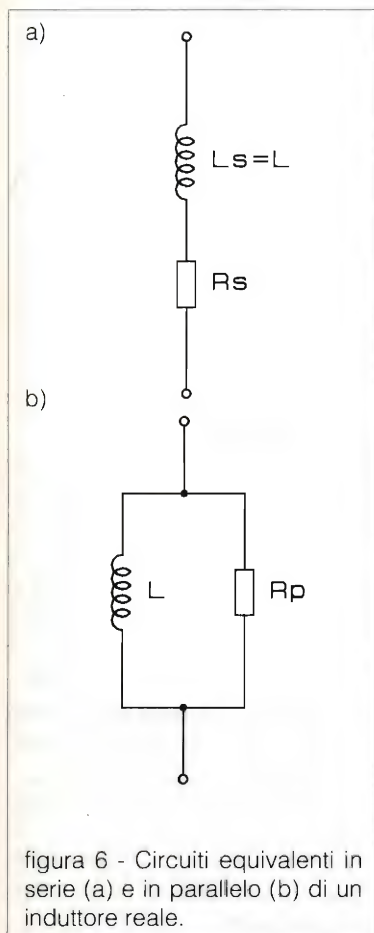 a)
Ls=L
Rs
b)
L
Rp
figura 6 - Circuiti equivalenti in
serie (a) e in parallelo (b) di un
induttore reale.